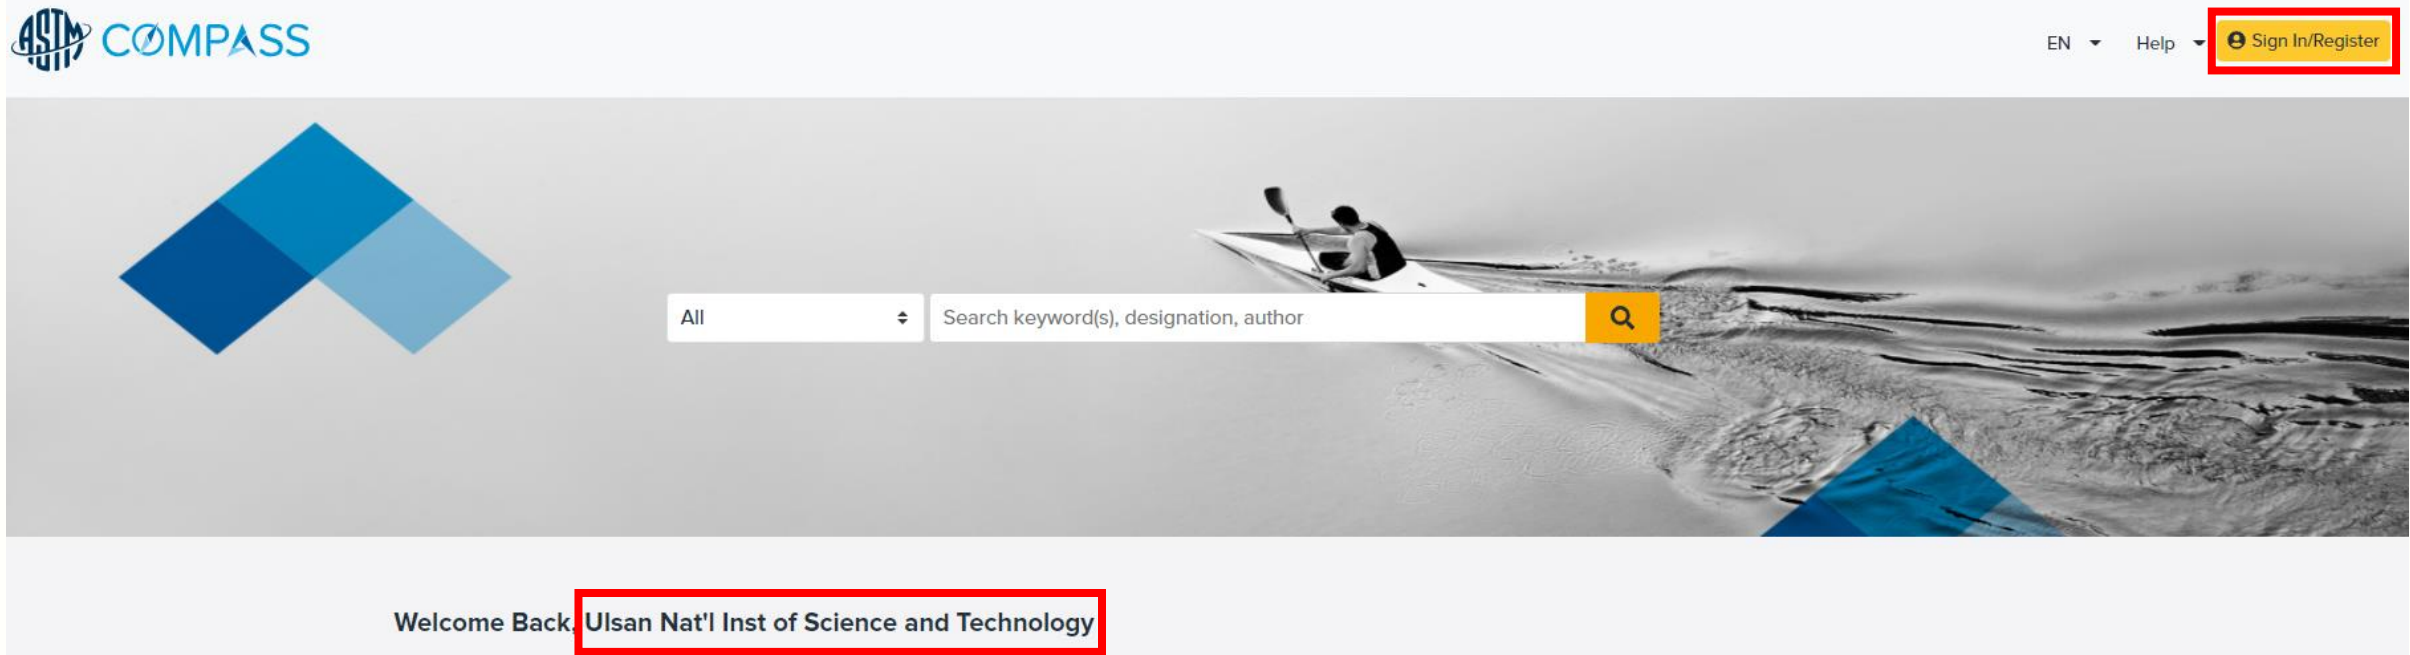 ASTM COMPASS
EN Help Sign In/Register
All Search keyword(s), designation, author
Welcome Back, Ulsan Nat'l Inst of Science and Technology